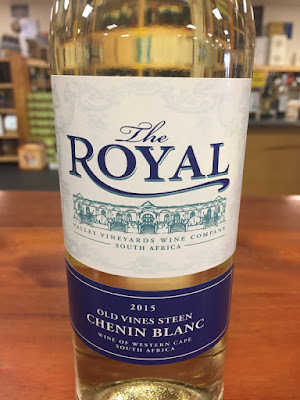 The
ROYAL
VALLEY VINEYARDS WINE COMPANY
SOUTH AFRICA
2015
OLD VINES STEEN
CHENIN BLANC
WINE OF WESTERN CAPE
SOUTH AFRICA